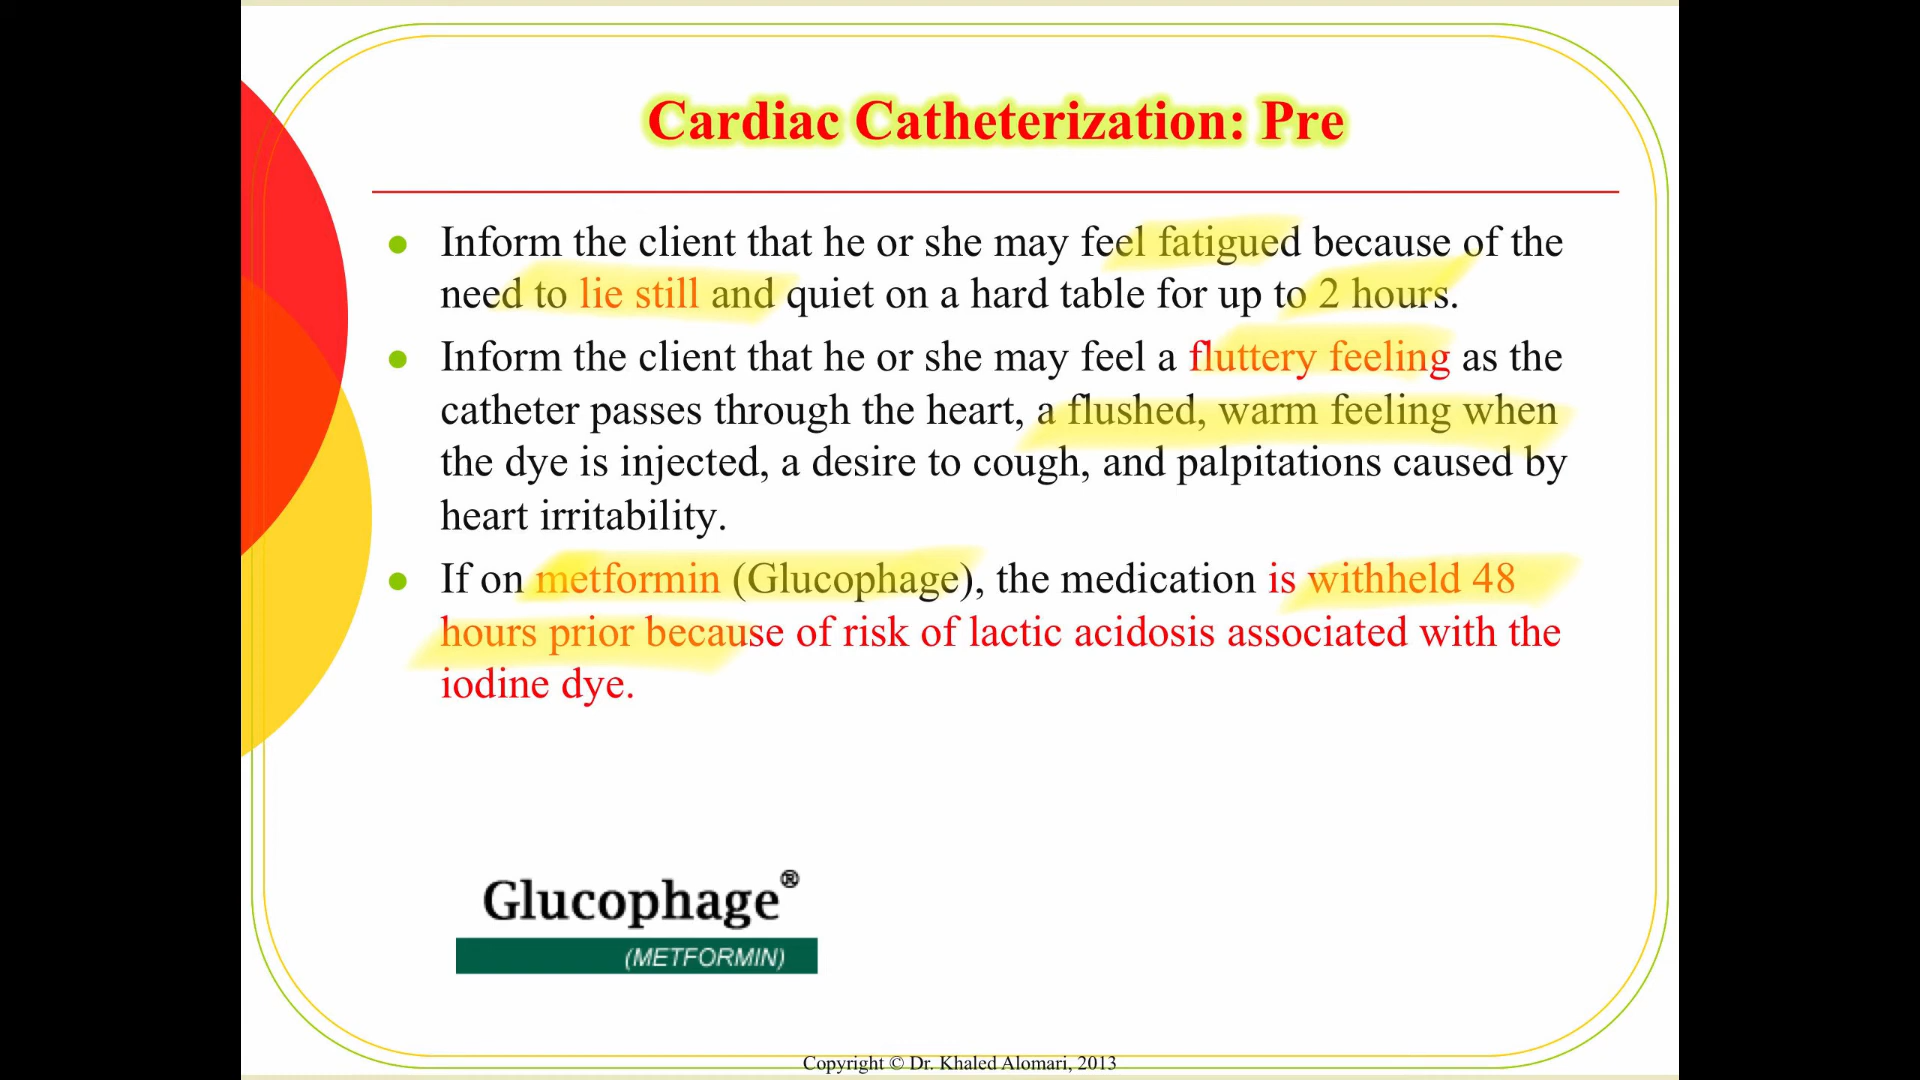 Cardiac Catheterization: Pre
Inform the client that he or she may feel fatigued because of the
need to lie still and quiet on a hard table for up to 2 hours.
Inform the client that he or she may feel a fluttery feeling as the
catheter passes through the heart, a flushed, warm feeling when
the dye is injected, a desire to cough, and palpitations caused by
heart irritability.
If on metformin (Glucophage), the medication is withheld 48
hours prior because of risk of lactic acidosis associated with the
iodine dye.
Glucophage®
(METFORMIN)
Copyright © Dr. Khaled Alomari, 2013